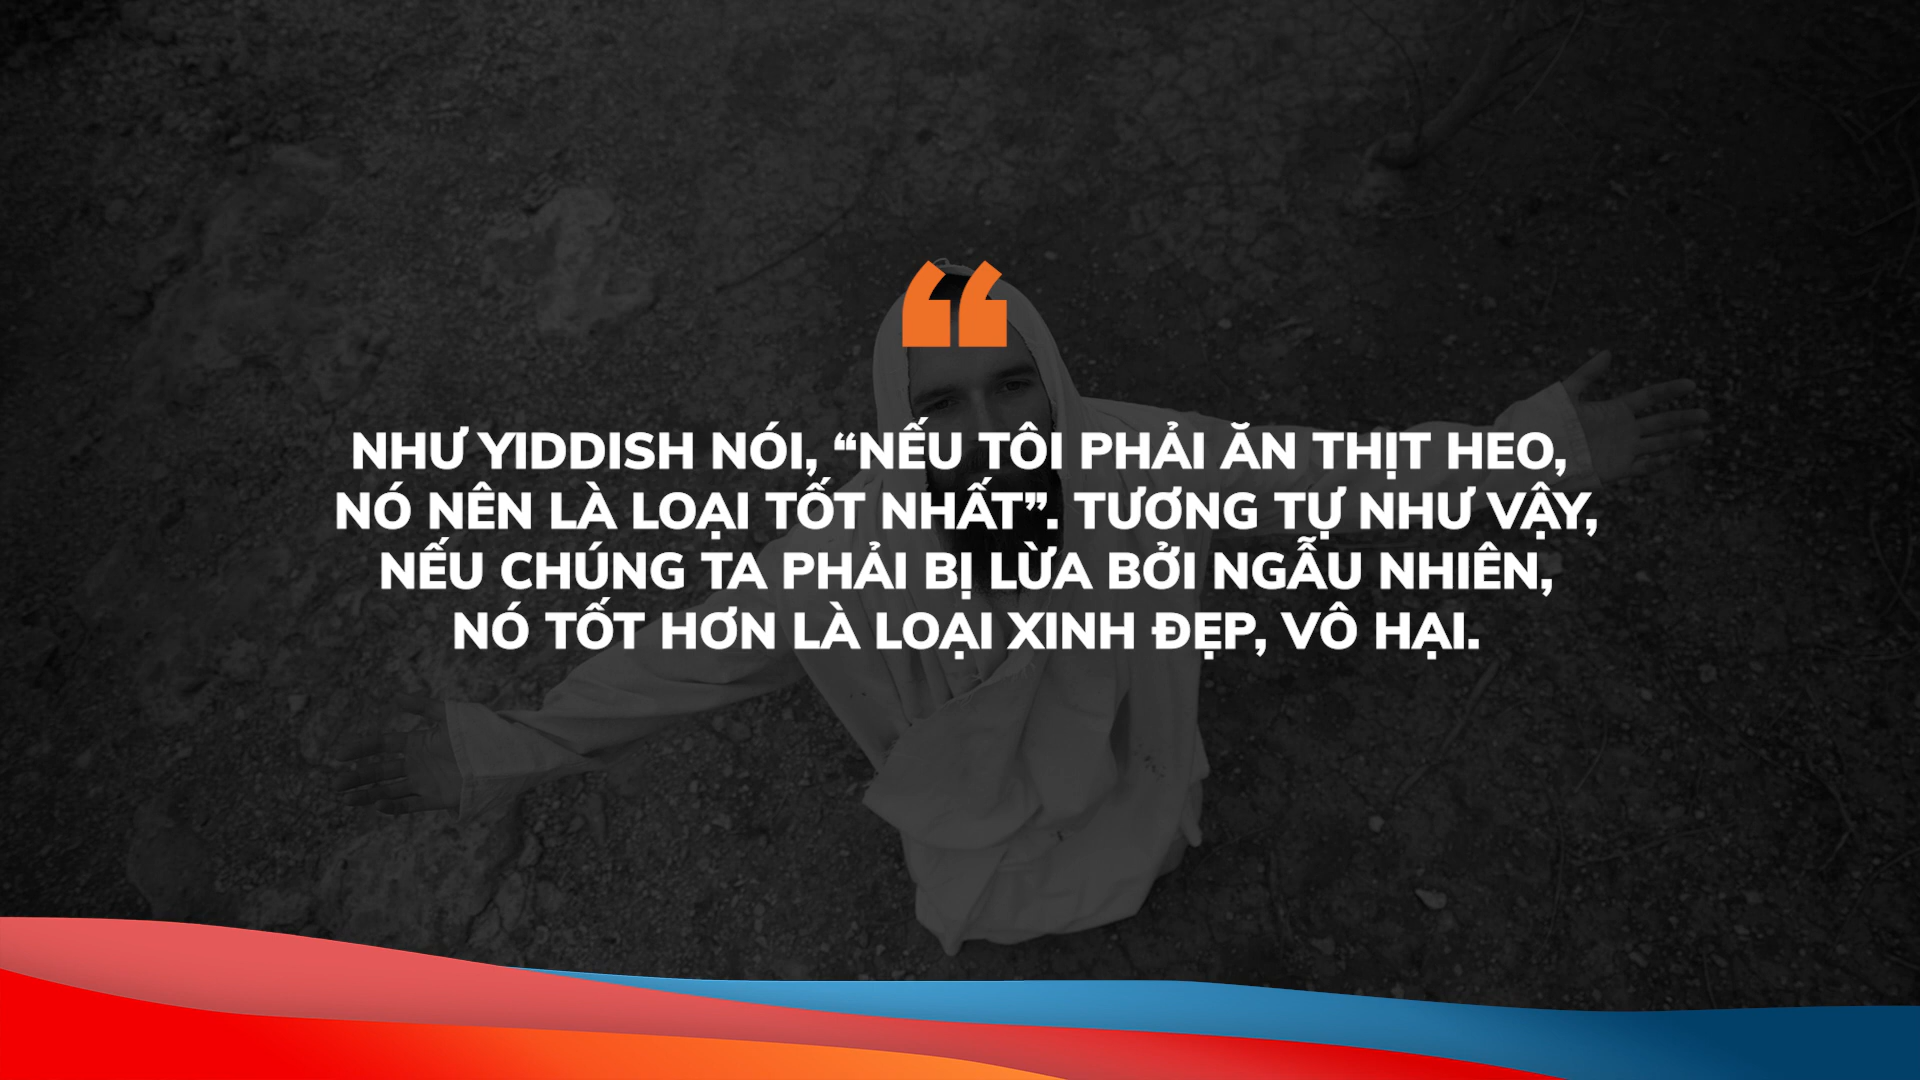 “
NHƯ YIDDISH NÓI, “NẾU TÔI PHẢI ĂN THỊT HEO,
NÓ NÊN LÀ LOẠI TỐT NHẤT”. TƯƠNG TỰ NHƯ VẬY,
NẾU CHÚNG TA PHẢI BỊ LỪA BỞI NGẪU NHIÊN,
NÓ TỐT HƠN LÀ LOẠI XINH ĐẸP, VÔ HẠI.